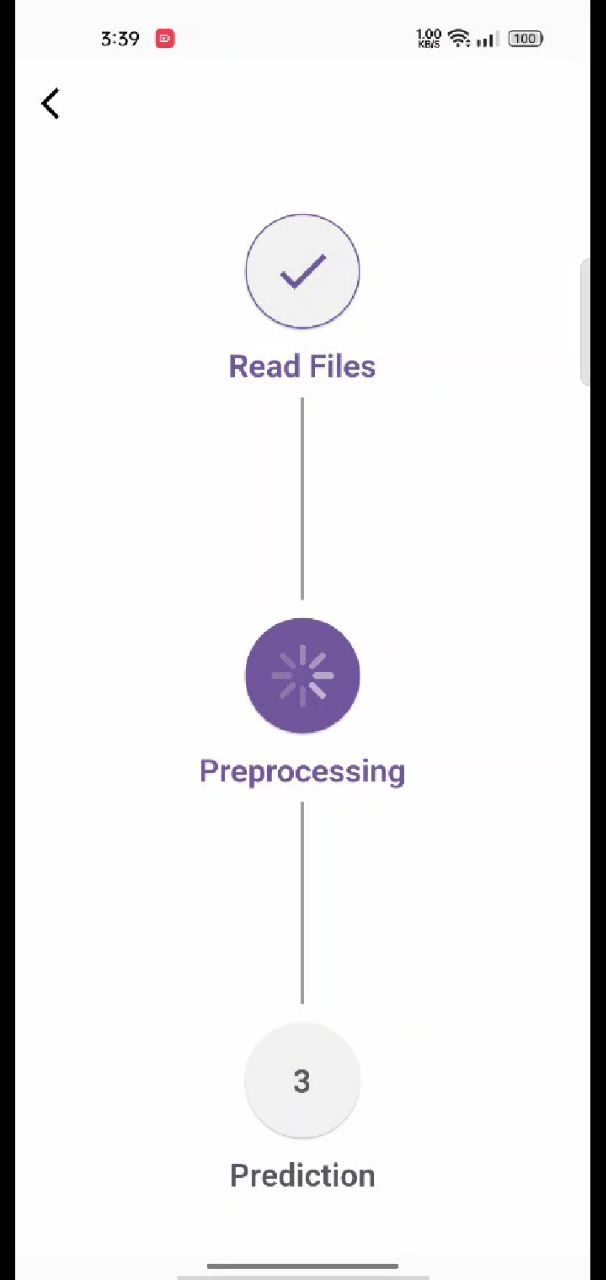 3:39
1.00
KB/S
100
Read Files
Preprocessing
3
Prediction